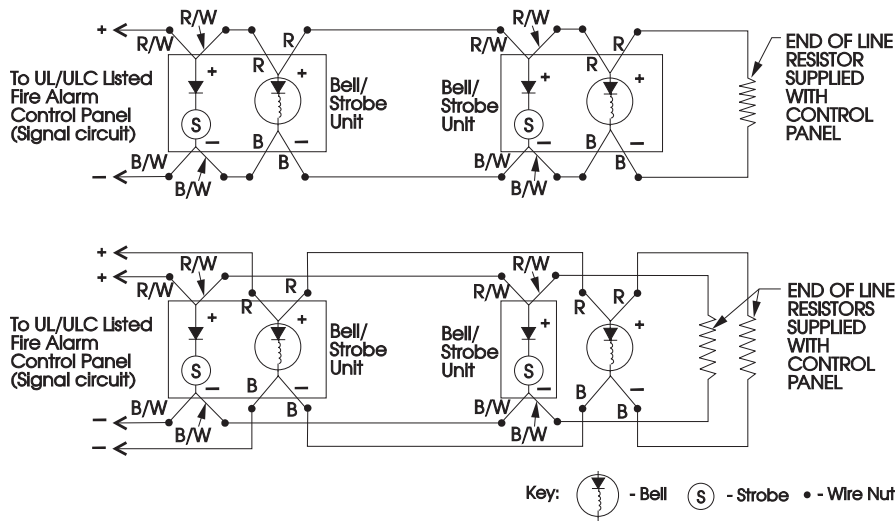 R/W
R/W
+
R/W
R
R/W
R
END OF LINE
RESISTOR
SUPPLIED
WITH
CONTROL
PANEL
To UL/ULC Listed
Fire Alarm
Control Panel
(Signal circuit)
+
R
+
S
Bell/
Strobe
Unit
B
–
–
B
B/W
B/W
–
Bell/
Strobe
Unit
+
R
+
S
B
–
–
B
B/W
B/W
+
+
R/W
R/W
R
R
R/W
R/W
R
R
END OF LINE
RESISTORS
SUPPLIED
WITH
CONTROL
PANEL
To UL/ULC Listed
Fire Alarm
Control Panel
(Signal circuit)
+
+
S
Bell/
Strobe
Unit
–
B
–
B
B/W
B/W
–
–
Bell/
Strobe
Unit
+
+
S
–
B
–
B
B/W
B/W
Key:
- Bell
S
- Strobe
- Wire Nut